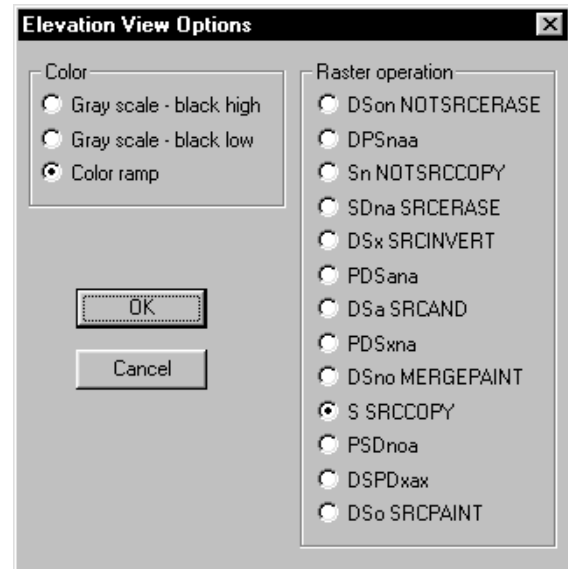 Elevation View Options
Color
Gray scale - black high
Gray scale - black low
Color ramp
OK
Cancel
Raster operation
DSon NOTSRCERASE
DPSnaa
Sn NOTSRCCOPY
SDna SRCERASE
DSx SRCINVERT
PDSana
DSa SRCAND
PDSxna
DSno MERGEPAINT
S SRCCOPY
PSDnoa
DSPDxax
DSo SRCPAINT